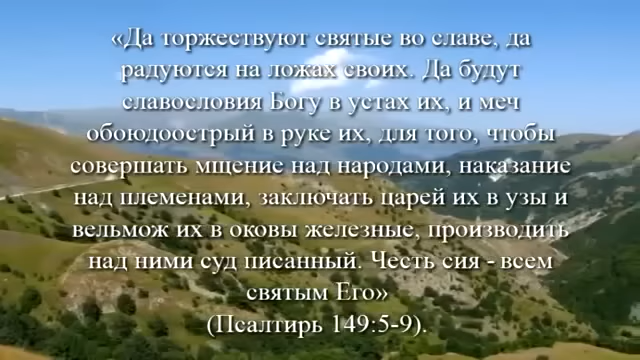 «Да торжествуют святые во славе, да
радуются на ложах своих. Да будут
славословия Богу в устах их, и меч
обоюдоострый в руке их, для того, чтобы
совершать мщение над народами, наказание
над племенами, заключать царей их в узы и
вельмож их в оковы железные, производить
над ними суд писанный. Честь сия - всем
святым Его»
(Псалтирь 149:5-9).